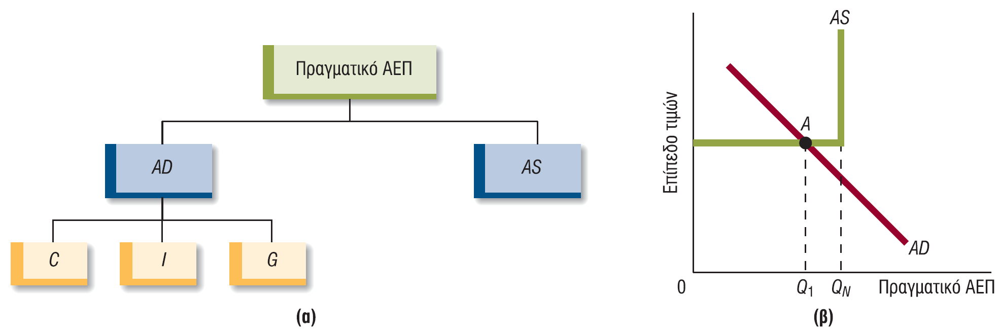 Πραγματικό ΑΕΠ
AD
AS
C
I
G
(α)
AS
A
Επίπεδο τιμών
AD
0
Q1
QN
Πραγματικό ΑΕΠ
(β)